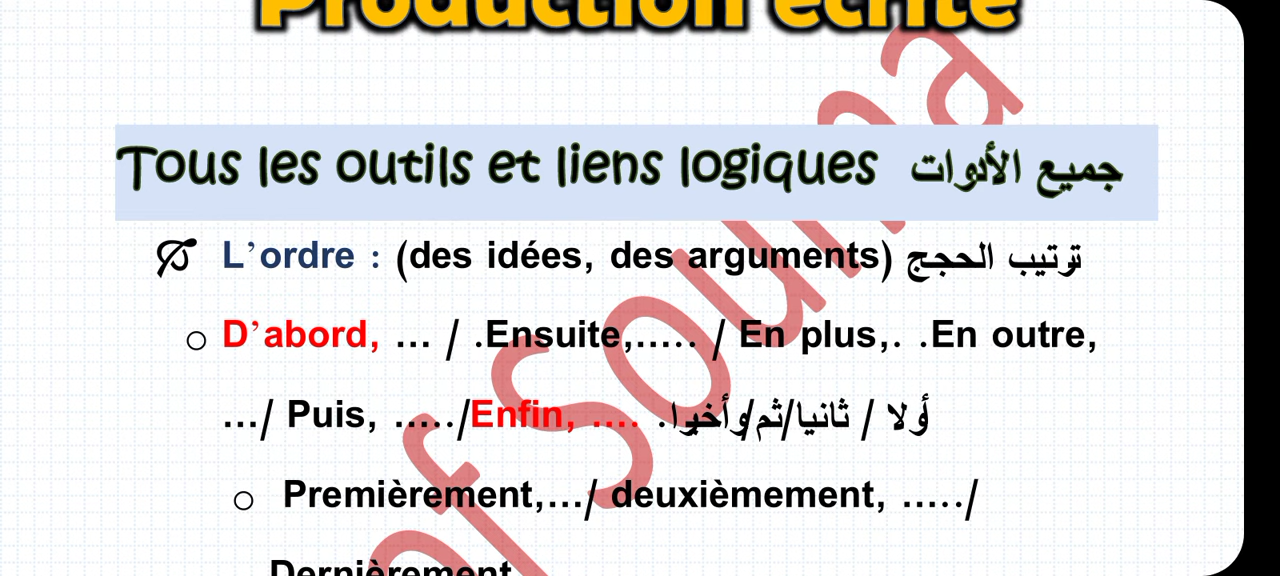 Production écrite
Tous les outils et liens logiques جميع الأدوات
L’ordre : (des idées, des arguments) ترتيب الحجج
D’abord, … / .Ensuite,….. / En plus,. .En outre,
…/ Puis, …../Enfin, …. أولا / ثانيا/ثم/وأخيرا.
Premièrement,…/ deuxièmement, …../
Dernièrement